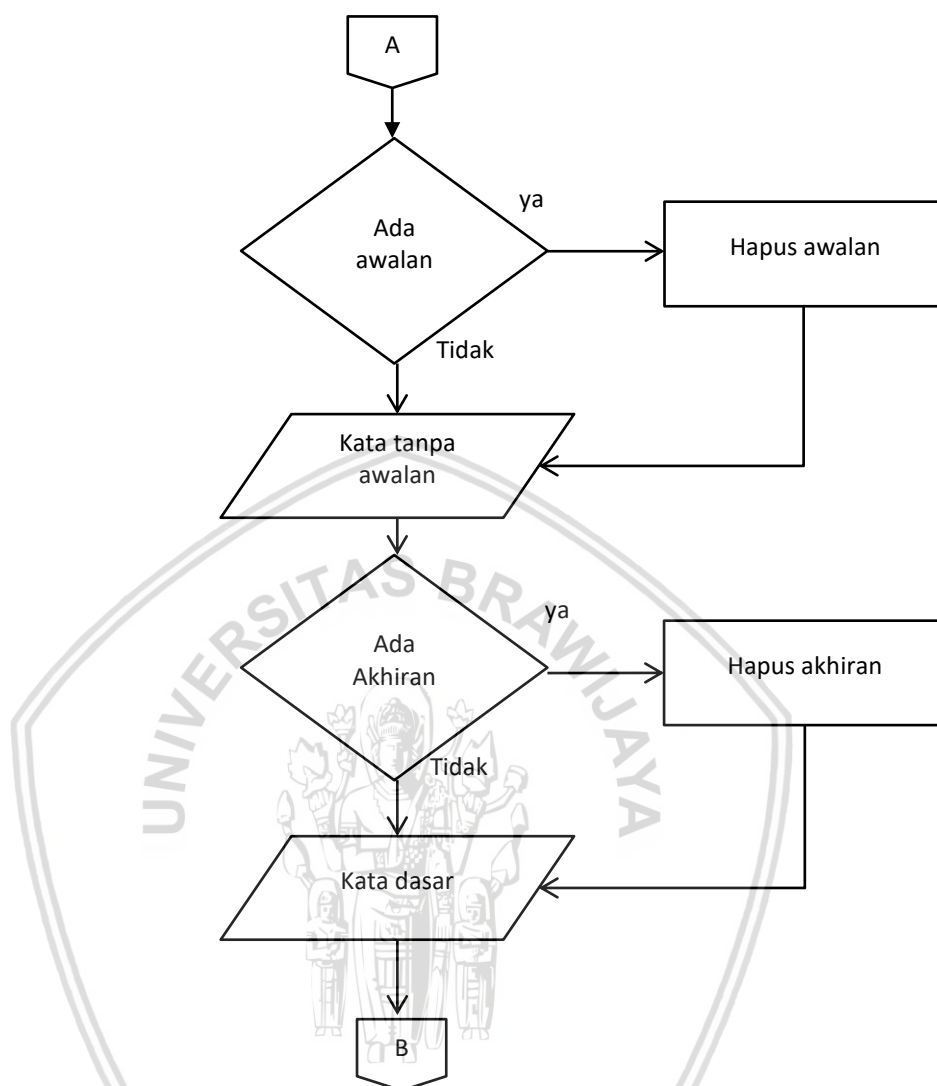 A
ya
Ada
awalan
Hapus awalan
Tidak
Kata tanpa
awalan
UNIVERSITAS BRAWIJAYA
ya
Ada
Akhiran
Hapus akhiran
Tidak
Kata dasar
B